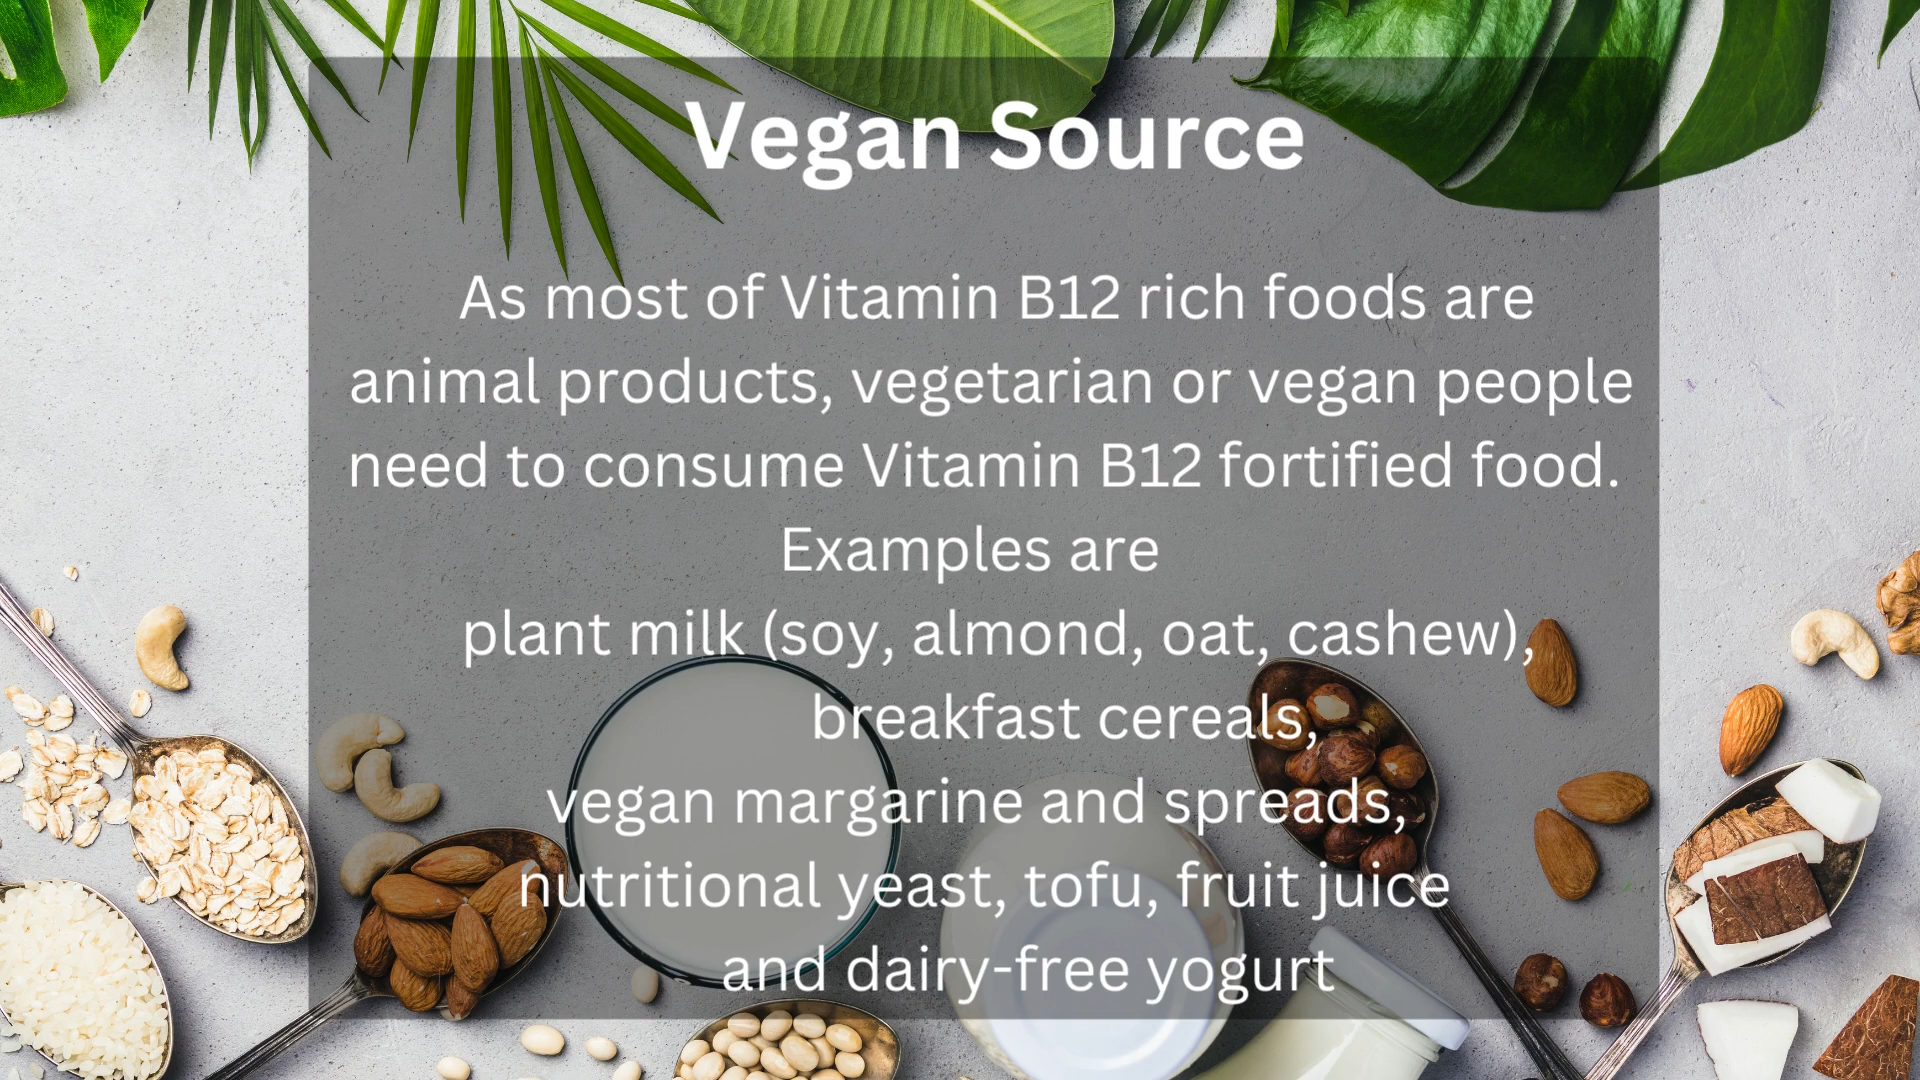 Vegan Source
As most of Vitamin B12 rich foods are
animal products, vegetarian or vegan people
need to consume Vitamin B12 fortified food.
Examples are
plant milk (soy, almond, oat, cashew),
breakfast cereals,
vegan margarine and spreads,
nutritional yeast, tofu, fruit juice
and dairy-free yogurt